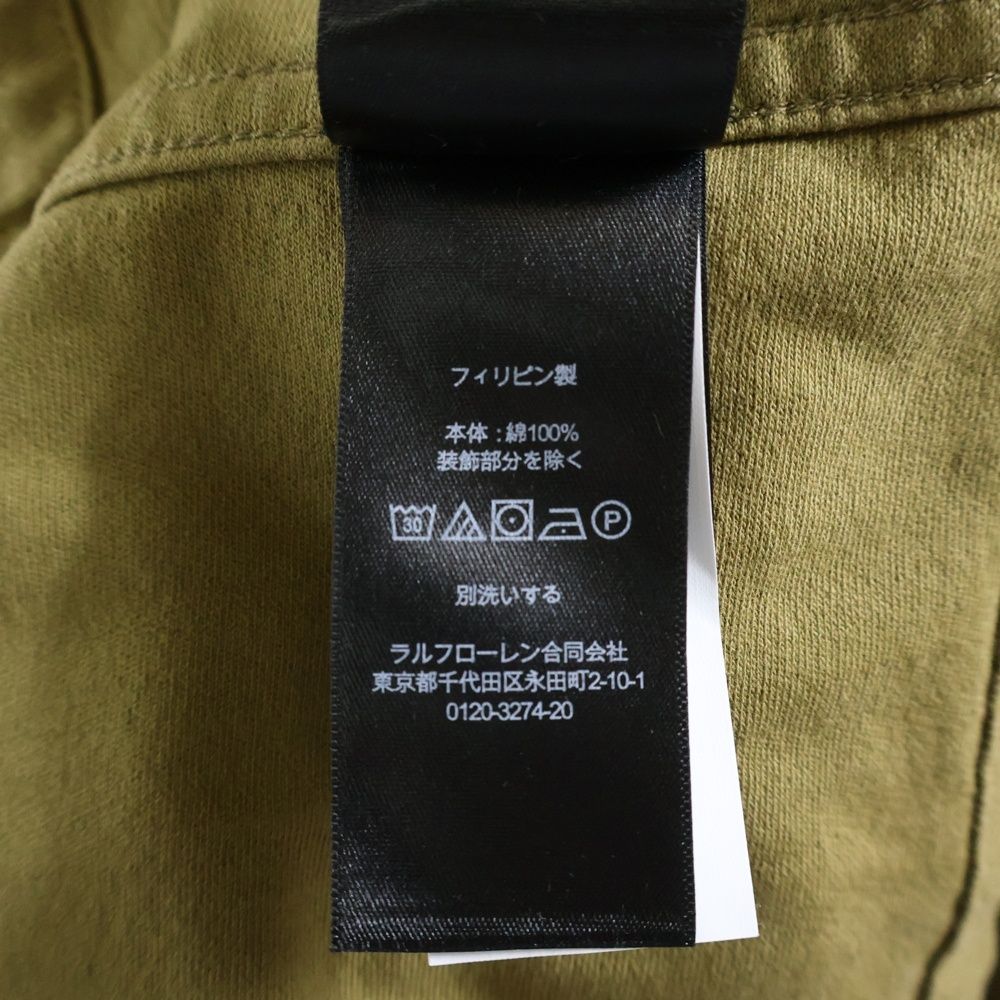 フィリピン製
本体 : 綿100%
装飾部分を除く
30 P
別洗いする
ラルフローレン合同会社
東京都千代田区永田町2-10-1
0120-3274-20